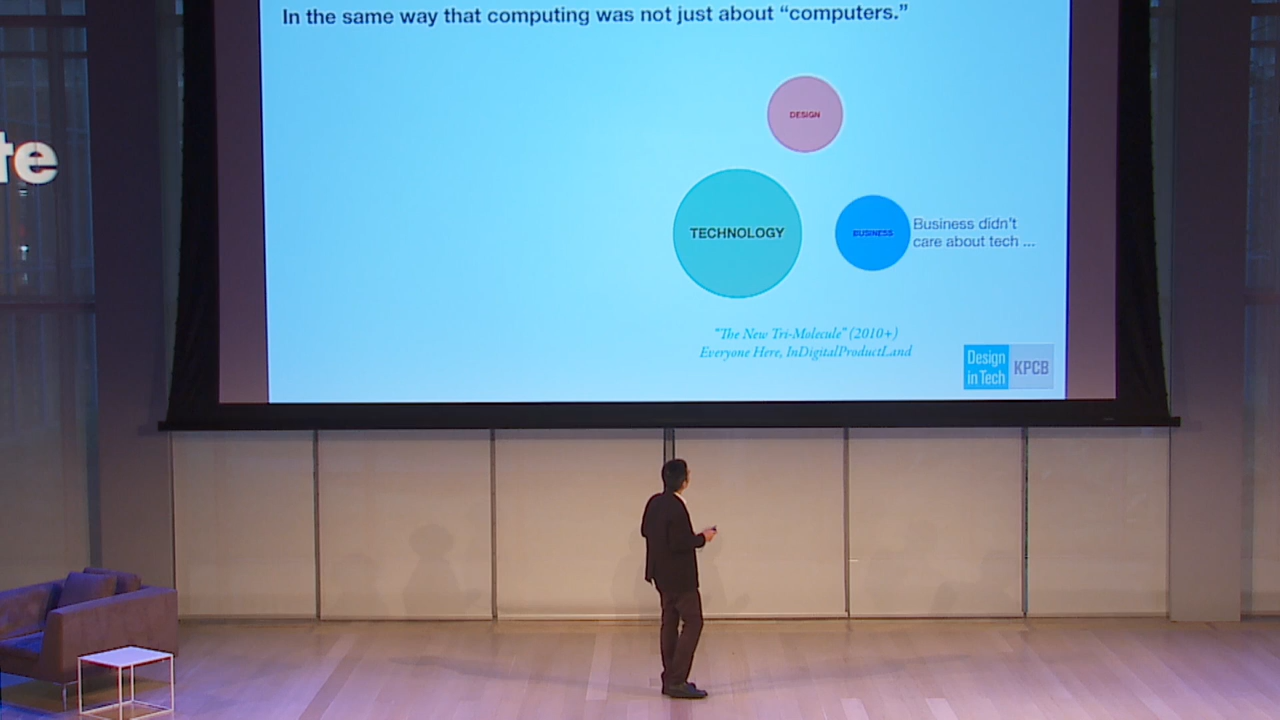 In the same way that computing was not just about “computers.”
te
DESIGN
TECHNOLOGY
BUSINESS
Business didn't
care about tech ...
“The New Tri-Molecule” (2010+)
Everyone Here, InDigitalProductLand
Design
in Tech
KPCB